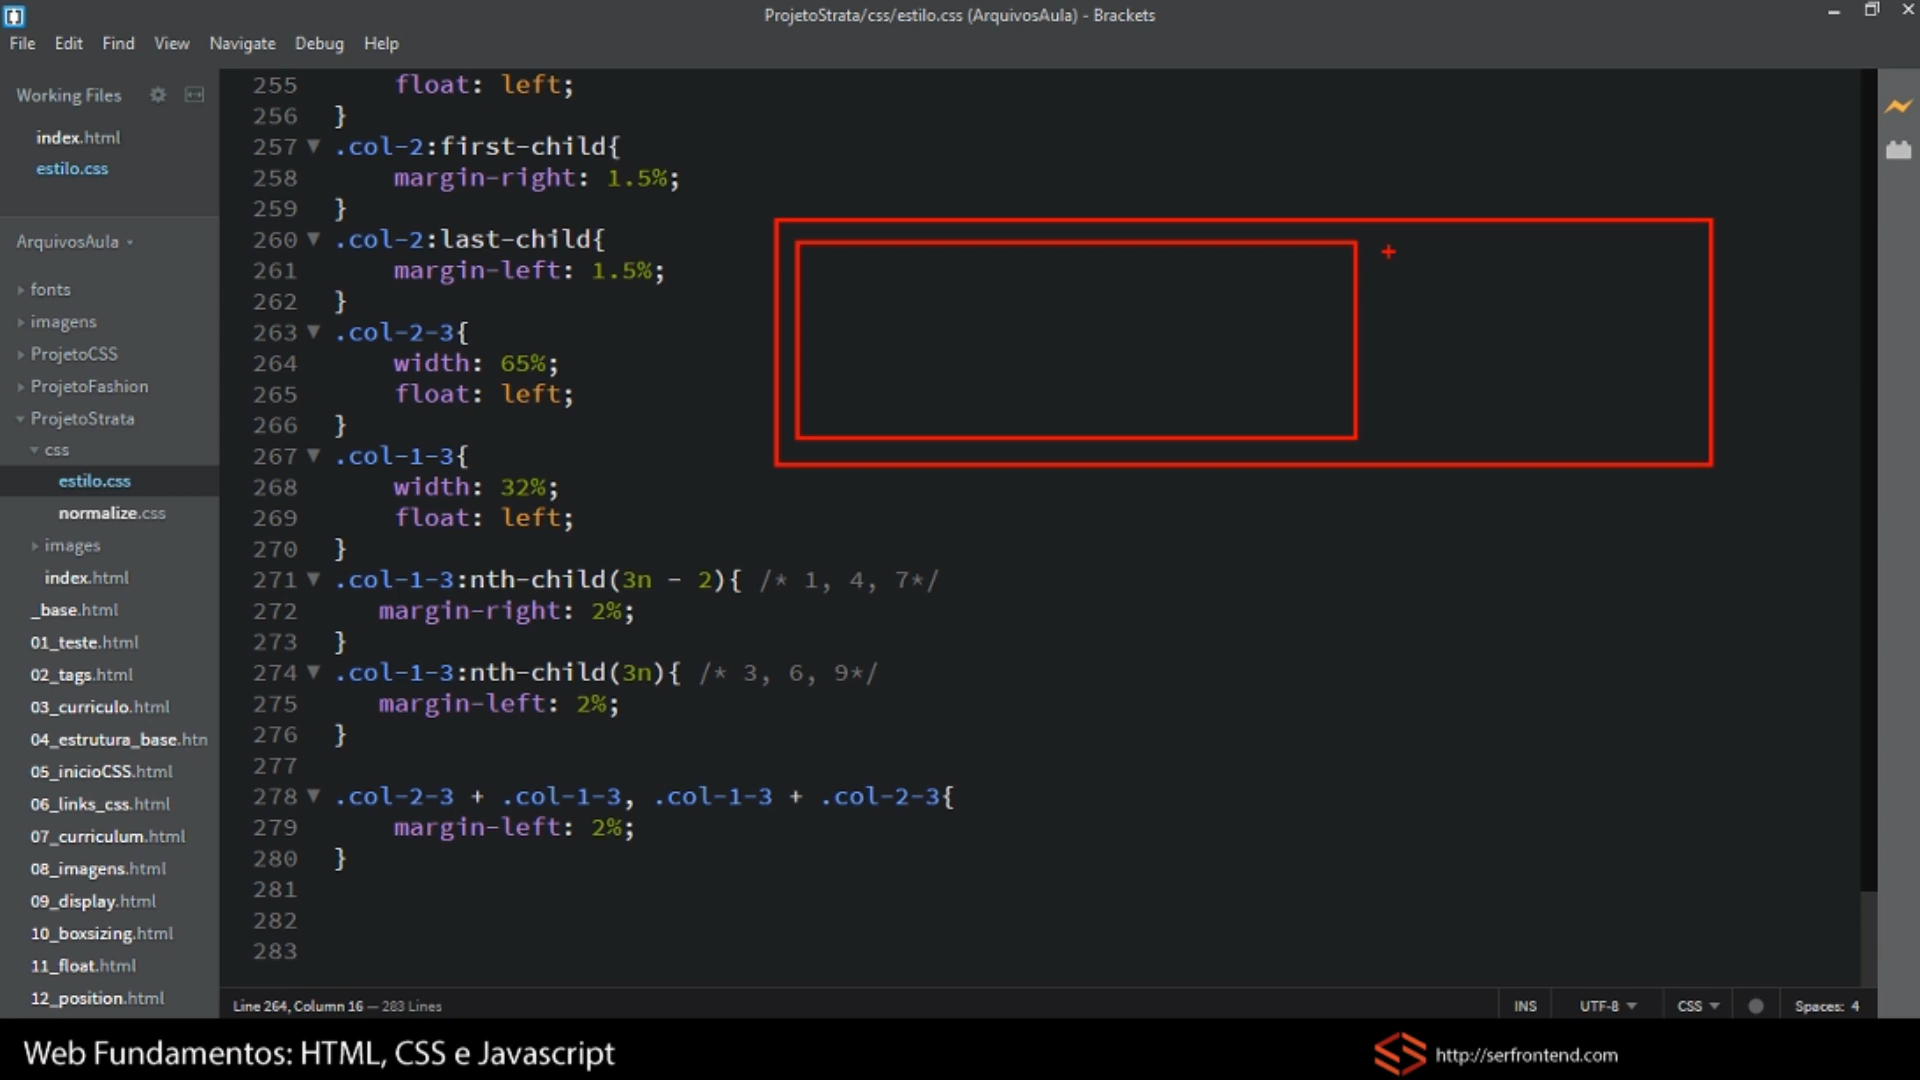 ProjetoStrata/css/estilo.css (ArquivosAula) - Brackets
File Edit Find View Navigate Debug Help
Working Files
index.html
estilo.css
ArquivosAula
fonts
imagens
ProjetoCSS
ProjetoFashion
ProjetoStrata
css
estilo.css
normalize.css
images
index.html
_base.html
01_teste.html
02_tags.html
03_curriculo.html
04_estrutura_base.htn
05_inicioCSS.html
06_links_css.html
07_curriculum.html
08_imagens.html
09_display.html
10_boxsizing.html
11_float.html
12_position.html
255 float: left;
256 }
257 .col-2:first-child{
258 margin-right: 1.5%;
259 }
260 .col-2:last-child{
261 margin-left: 1.5%;
262 }
263 .col-2-3{
264 width: 65%;
265 float: left;
266 }
267 .col-1-3{
268 width: 32%;
269 float: left;
270 }
271 .col-1-3:nth-child(3n - 2){ /* 1, 4, 7*/
272 margin-right: 2%;
273 }
274 .col-1-3:nth-child(3n){ /* 3, 6, 9*/
275 margin-left: 2%;
276 }
277
278 .col-2-3 + .col-1-3, .col-1-3 + .col-2-3{
279 margin-left: 2%;
280 }
281
282
283
Line 264, Column 16 — 283 Lines
INS UTF-8 CSS Spaces: 4
Web Fundamentos: HTML, CSS e Javascript
http://serfrontend.com